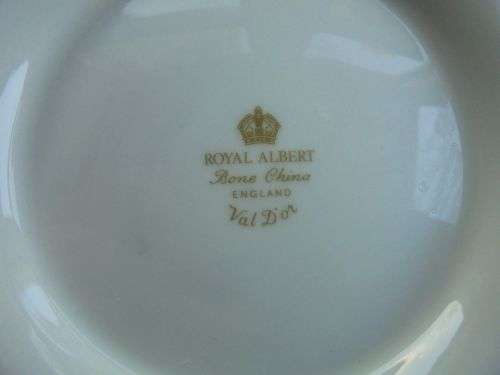 ROYAL ALBERT
Bone China
ENGLAND
Val D'or